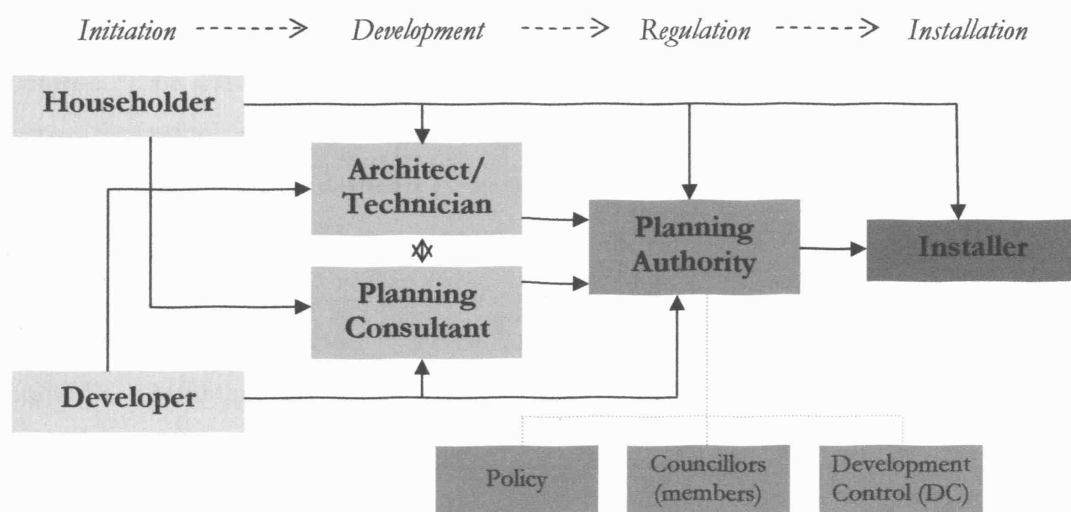 Initiation Development Regulation Installation
Householder
Architect/
Technician
Planning
Authority
Installer
Planning
Consultant
Developer
Policy
Councillors
(members)
Development
Control (DC)